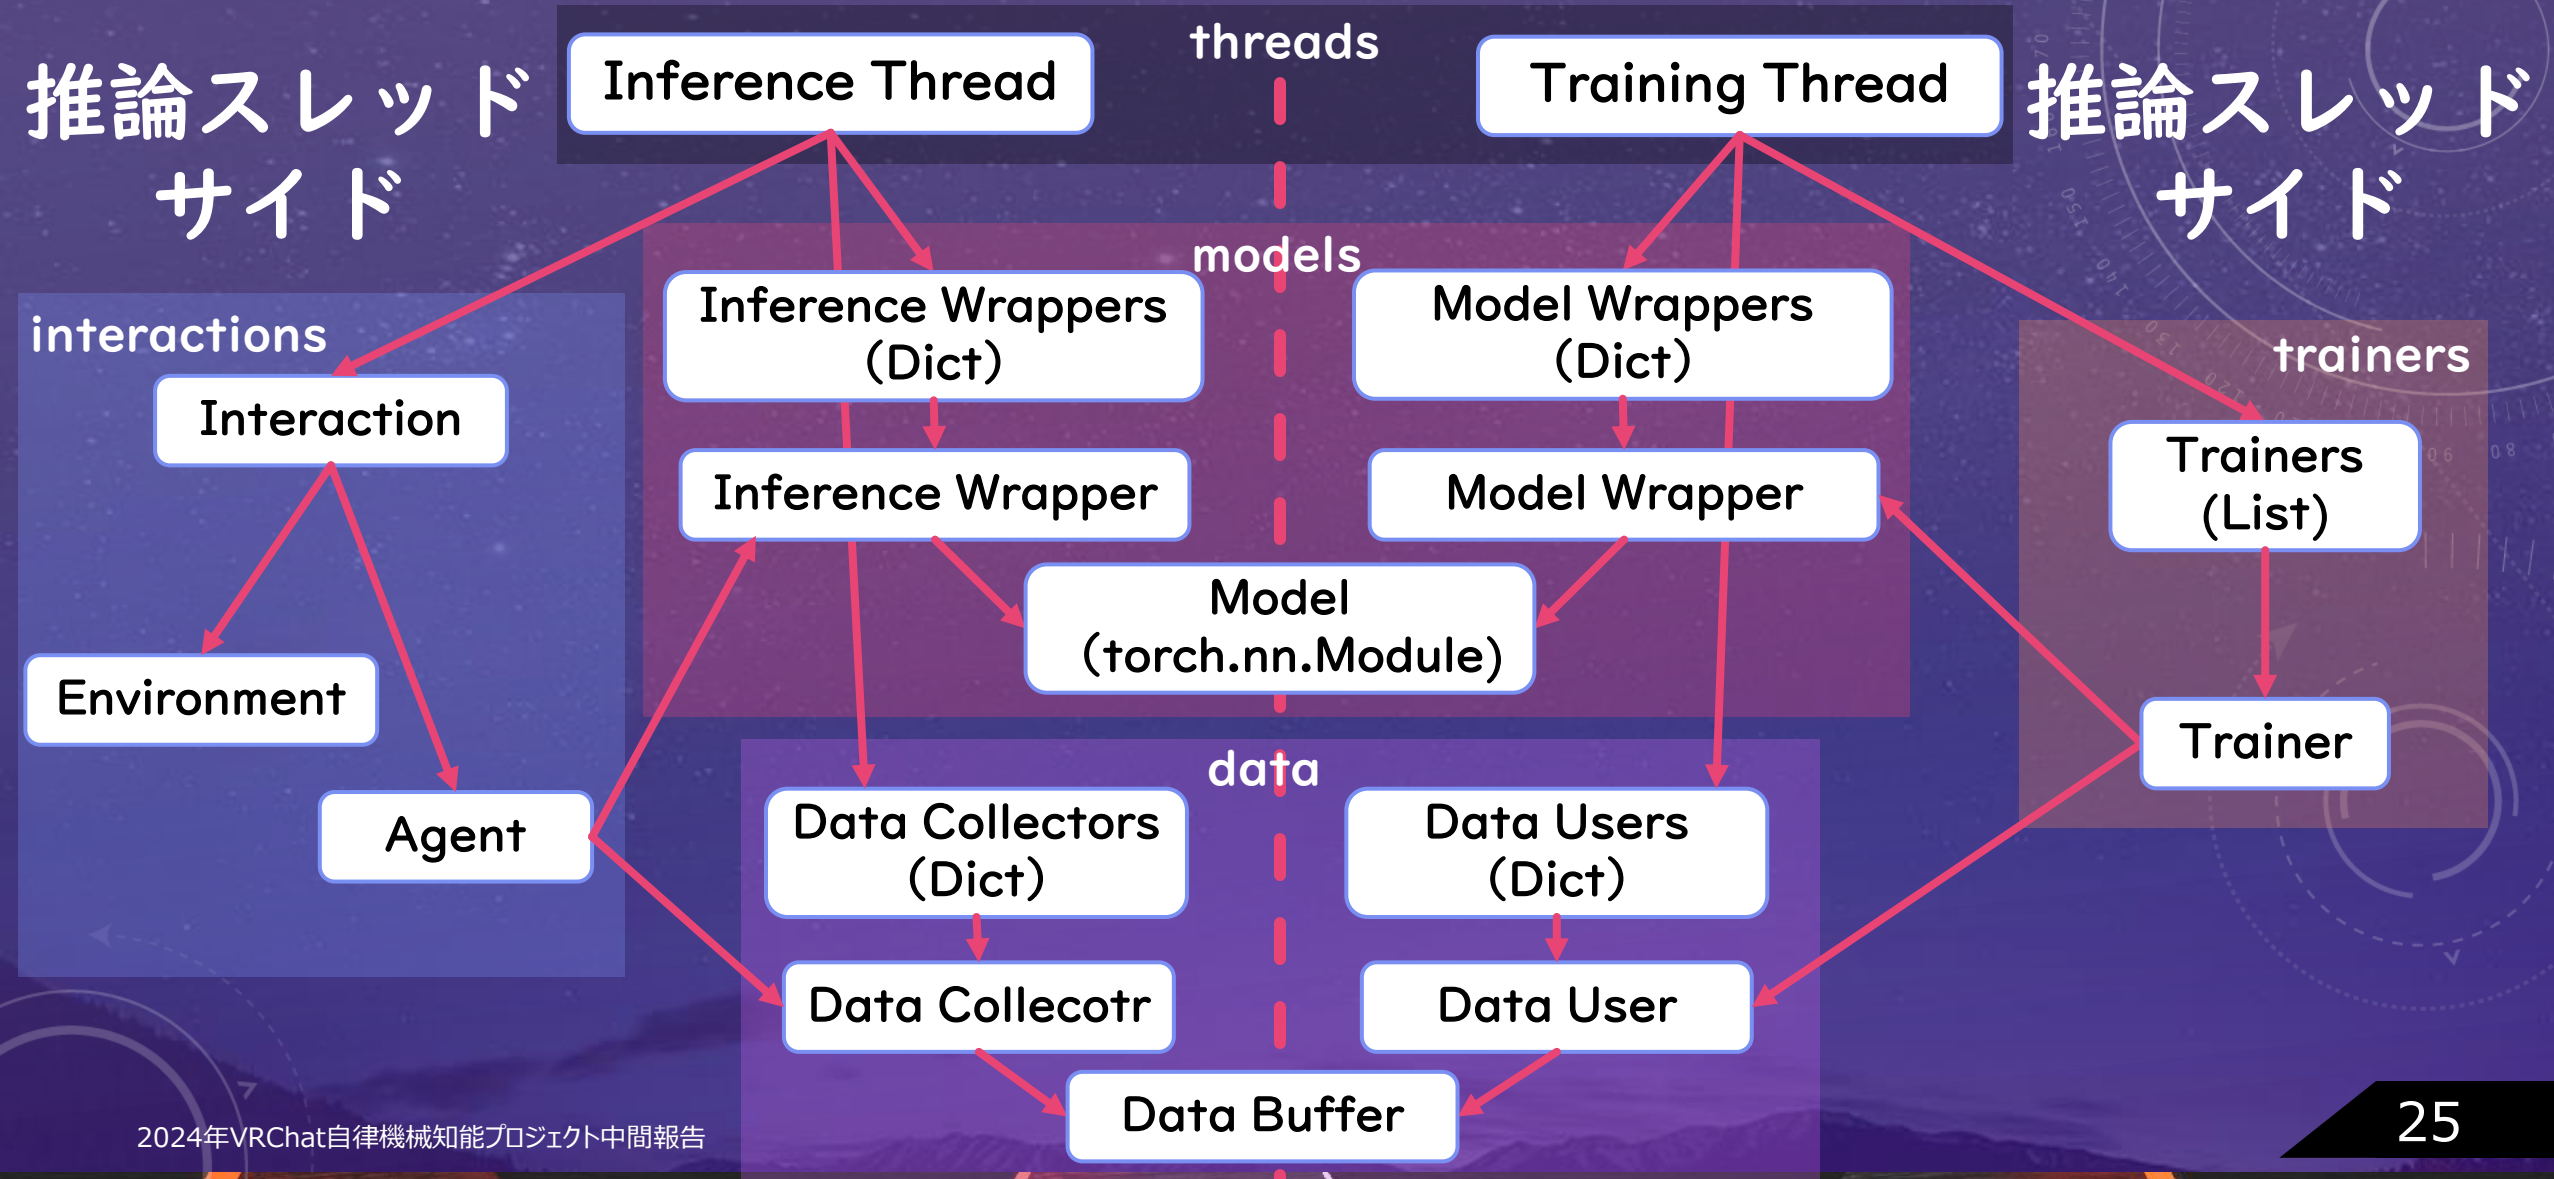 推論スレッド
サイド
threads
Inference Thread
Training Thread
推論スレッド
サイド
models
Inference Wrappers
(Dict)
Model Wrappers
(Dict)
Inference Wrapper
Model Wrapper
Model
(torch.nn.Module)
interactions
Interaction
Environment
Agent
trainers
Trainers
(List)
Trainer
data
Data Collectors
(Dict)
Data Users
(Dict)
Data Collecotr
Data User
Data Buffer
2024年VRChat自律機械知能プロジェクト中間報告
25